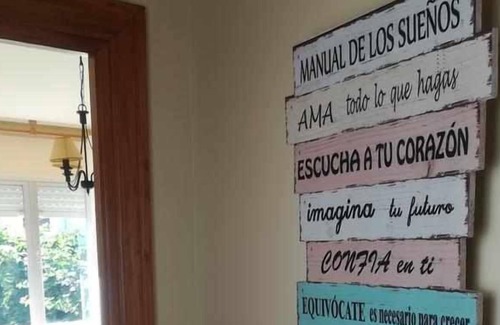 MANUAL DE LOS SUEÑOS
AMA todo lo que hagas
ESCUCHA A TU CORAZÓN
imagina tu futuro
CONFIA en ti
EQUIVÓCATE es necesario para crecer